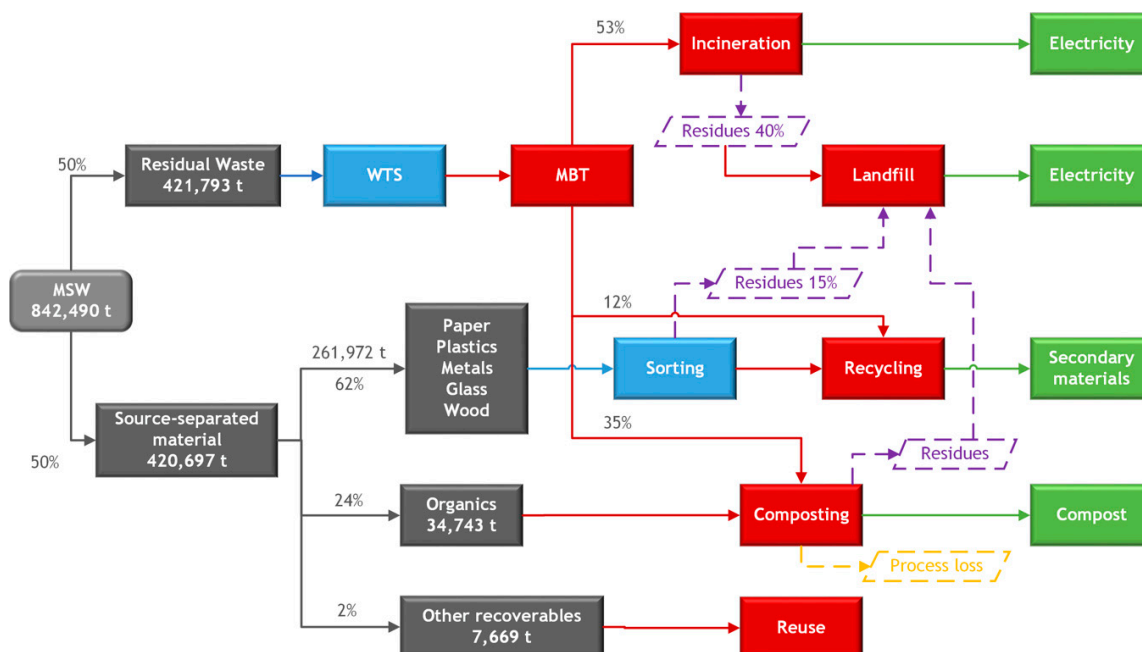 53%
Incineration
Electricity
Residues 40%
50%
Residual Waste
421,793 t
WTS
MBT
Landfill
Electricity
MSW
842,490 t
Residues 15%
12%
261,972 t
62%
Paper
Plastics
Metals
Glass
Wood
Sorting
Recycling
Secondary
materials
50%
Source-separated
material
420,697 t
35%
Residues
24%
Organics
34,743 t
Composting
Compost
Process loss
2%
Other recoverables
7,669 t
Reuse